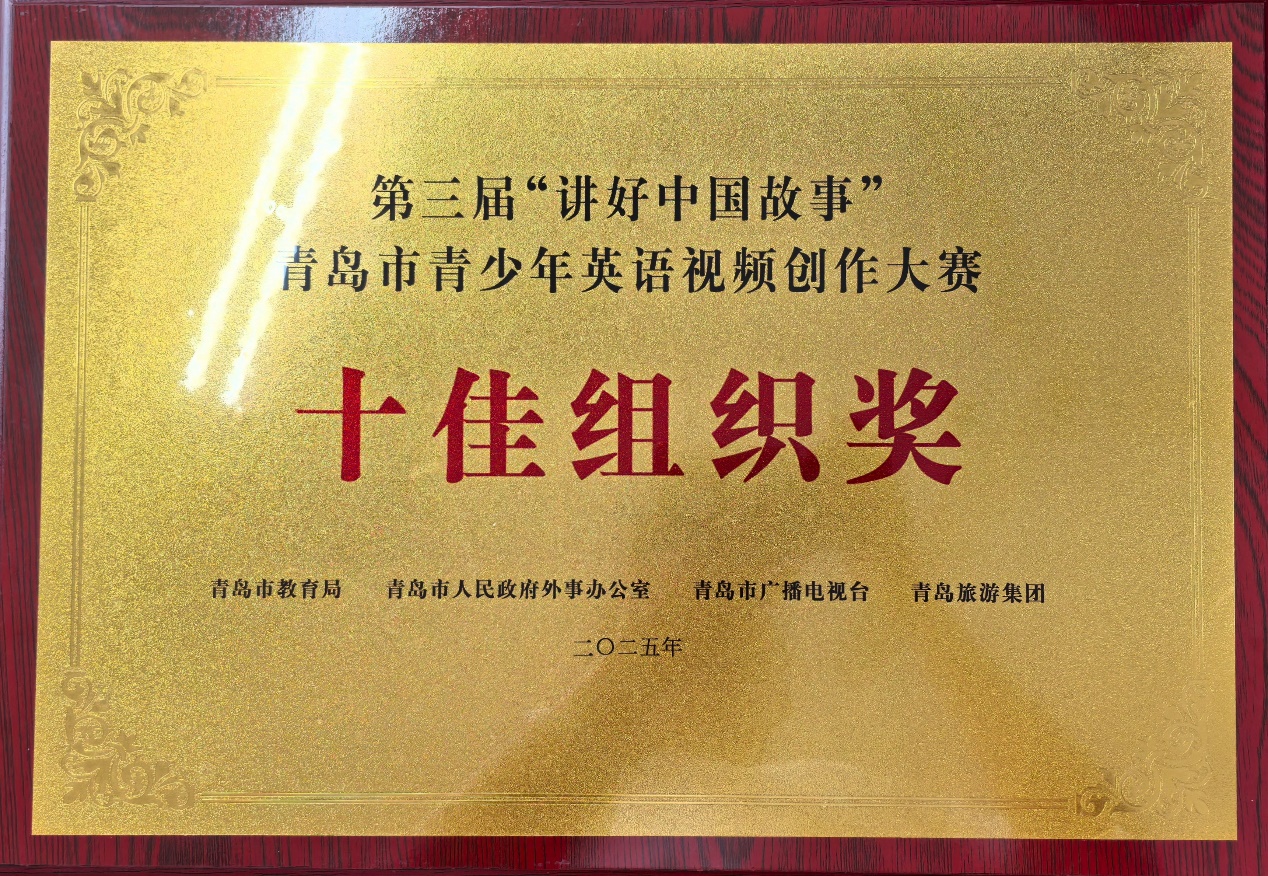 第三届“讲好中国故事”
青岛市青少年英语视频创作大赛
十佳组织奖
青岛市教育局 青岛市人民政府外事办公室 青岛市广播电视台 青岛旅游集团
二〇二五年